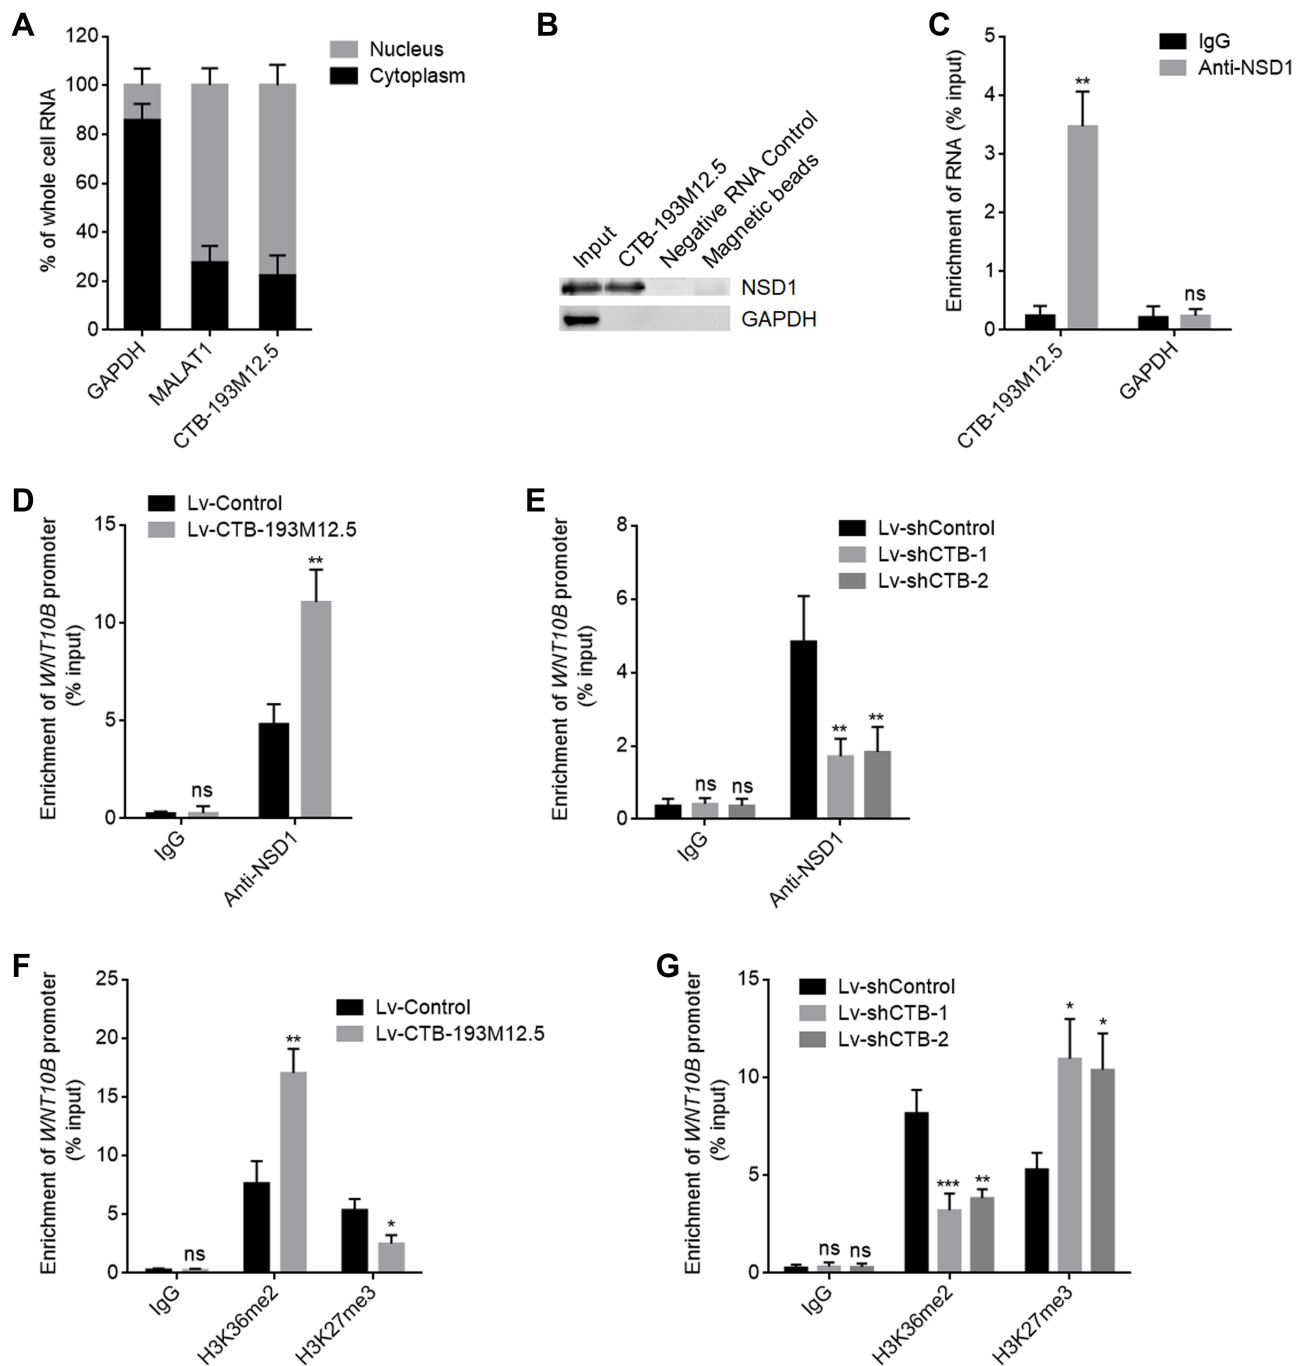 A
% of whole cell RNA
120
100
80
60
40
20
0
Nucleus
Cytoplasm
GAPDH
MALAT1
CTB-193M12.5
B
Input
CTB-193M12.5
Negative RNA Control
Magnetic beads
NSD1
GAPDH
C
Enrichment of RNA (% input)
5
4
3
2
1
0
IgG
Anti-NSD1
**
ns
CTB-193M12.5
GAPDH
D
Enrichment of WNT10B promoter
(% input)
15
10
5
0
Lv-Control
Lv-CTB-193M12.5
ns
**
IgG
Anti-NSD1
E
Enrichment of WNT10B promoter
(% input)
8
6
4
2
0
Lv-shControl
Lv-shCTB-1
Lv-shCTB-2
ns
ns
**
**
IgG
Anti-NSD1
F
Enrichment of WNT10B promoter
(% input)
25
20
15
10
5
0
Lv-Control
Lv-CTB-193M12.5
ns
**
*
IgG
H3K36me2
H3K27me3
G
Enrichment of WNT10B promoter
(% input)
15
10
5
0
Lv-shControl
Lv-shCTB-1
Lv-shCTB-2
ns
ns
***
**
*
*
IgG
H3K36me2
H3K27me3